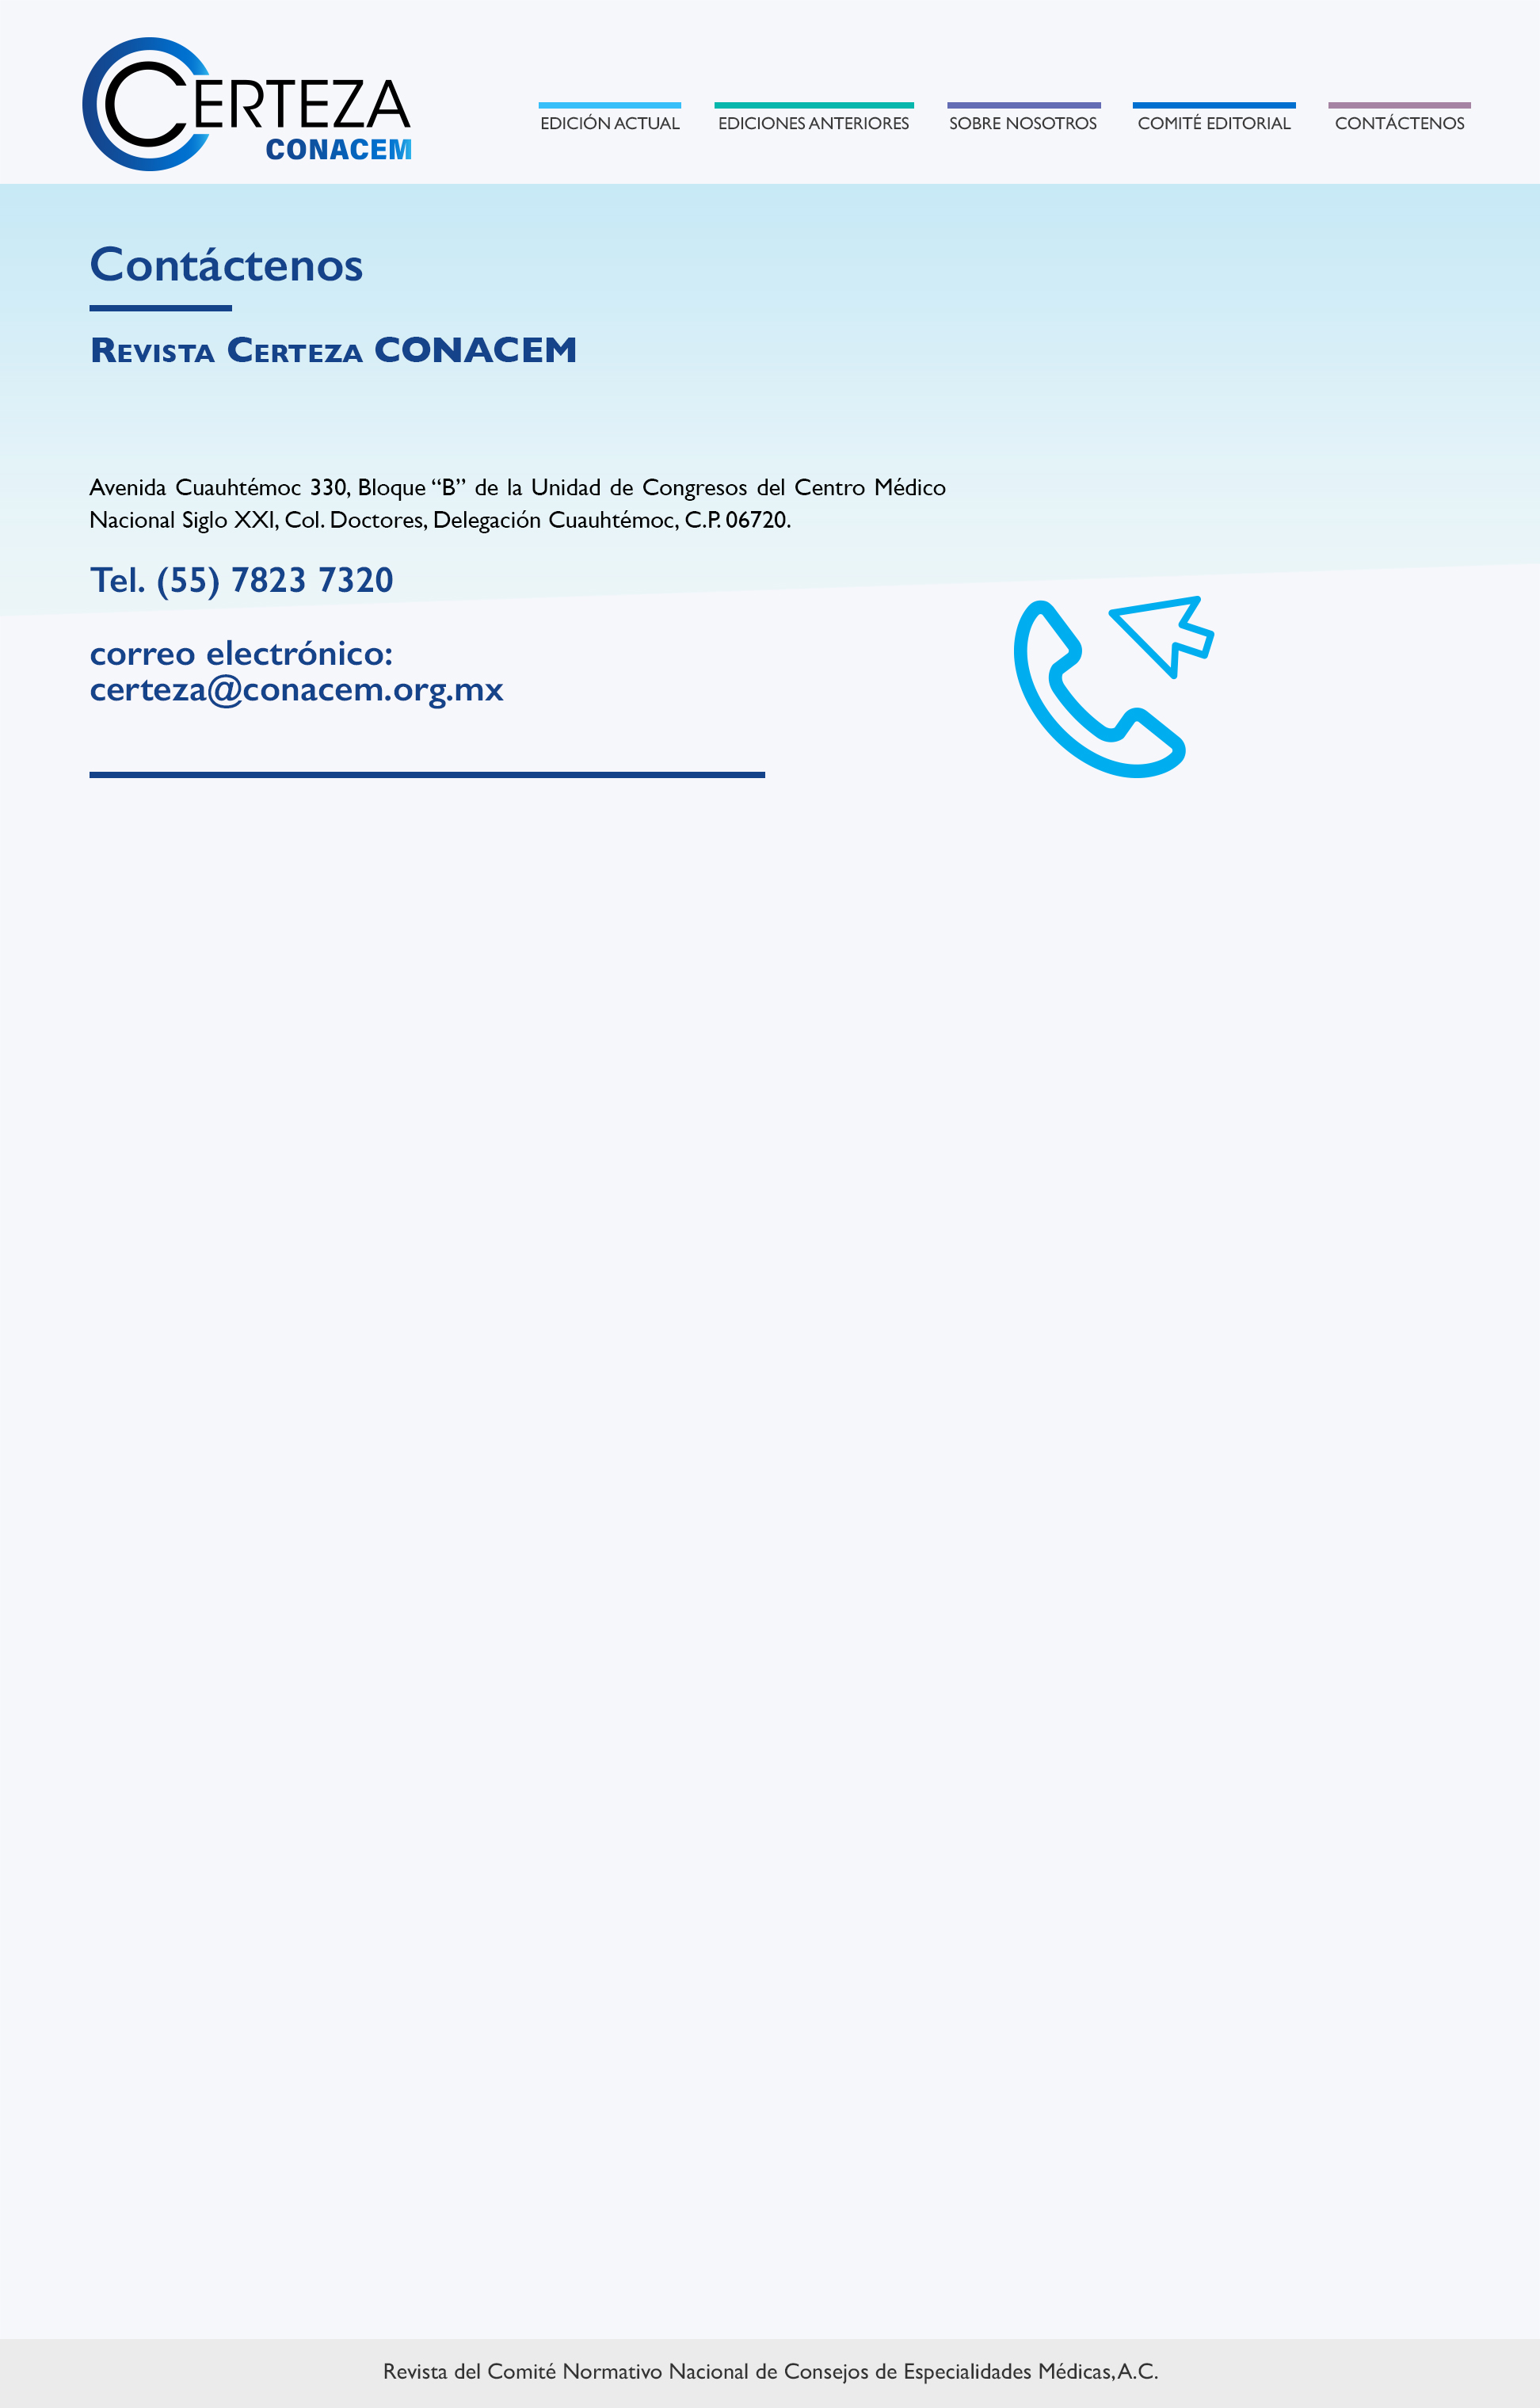 CERTEZA
CONACEM
EDICIÓN ACTUAL
EDICIONES ANTERIORES
SOBRE NOSOTROS
COMITÉ EDITORIAL
CONTÁCTENOS
Contáctenos
Revista Certeza CONACEM
Avenida Cuauhtémoc 330, Bloque “B” de la Unidad de Congresos del Centro Médico
Nacional Siglo XXI, Col. Doctores, Delegación Cuauhtémoc, C.P. 06720.
Tel. (55) 7823 7320
correo electrónico:
certeza@conacem.org.mx
Revista del Comité Normativo Nacional de Consejos de Especialidades Médicas, A.C.